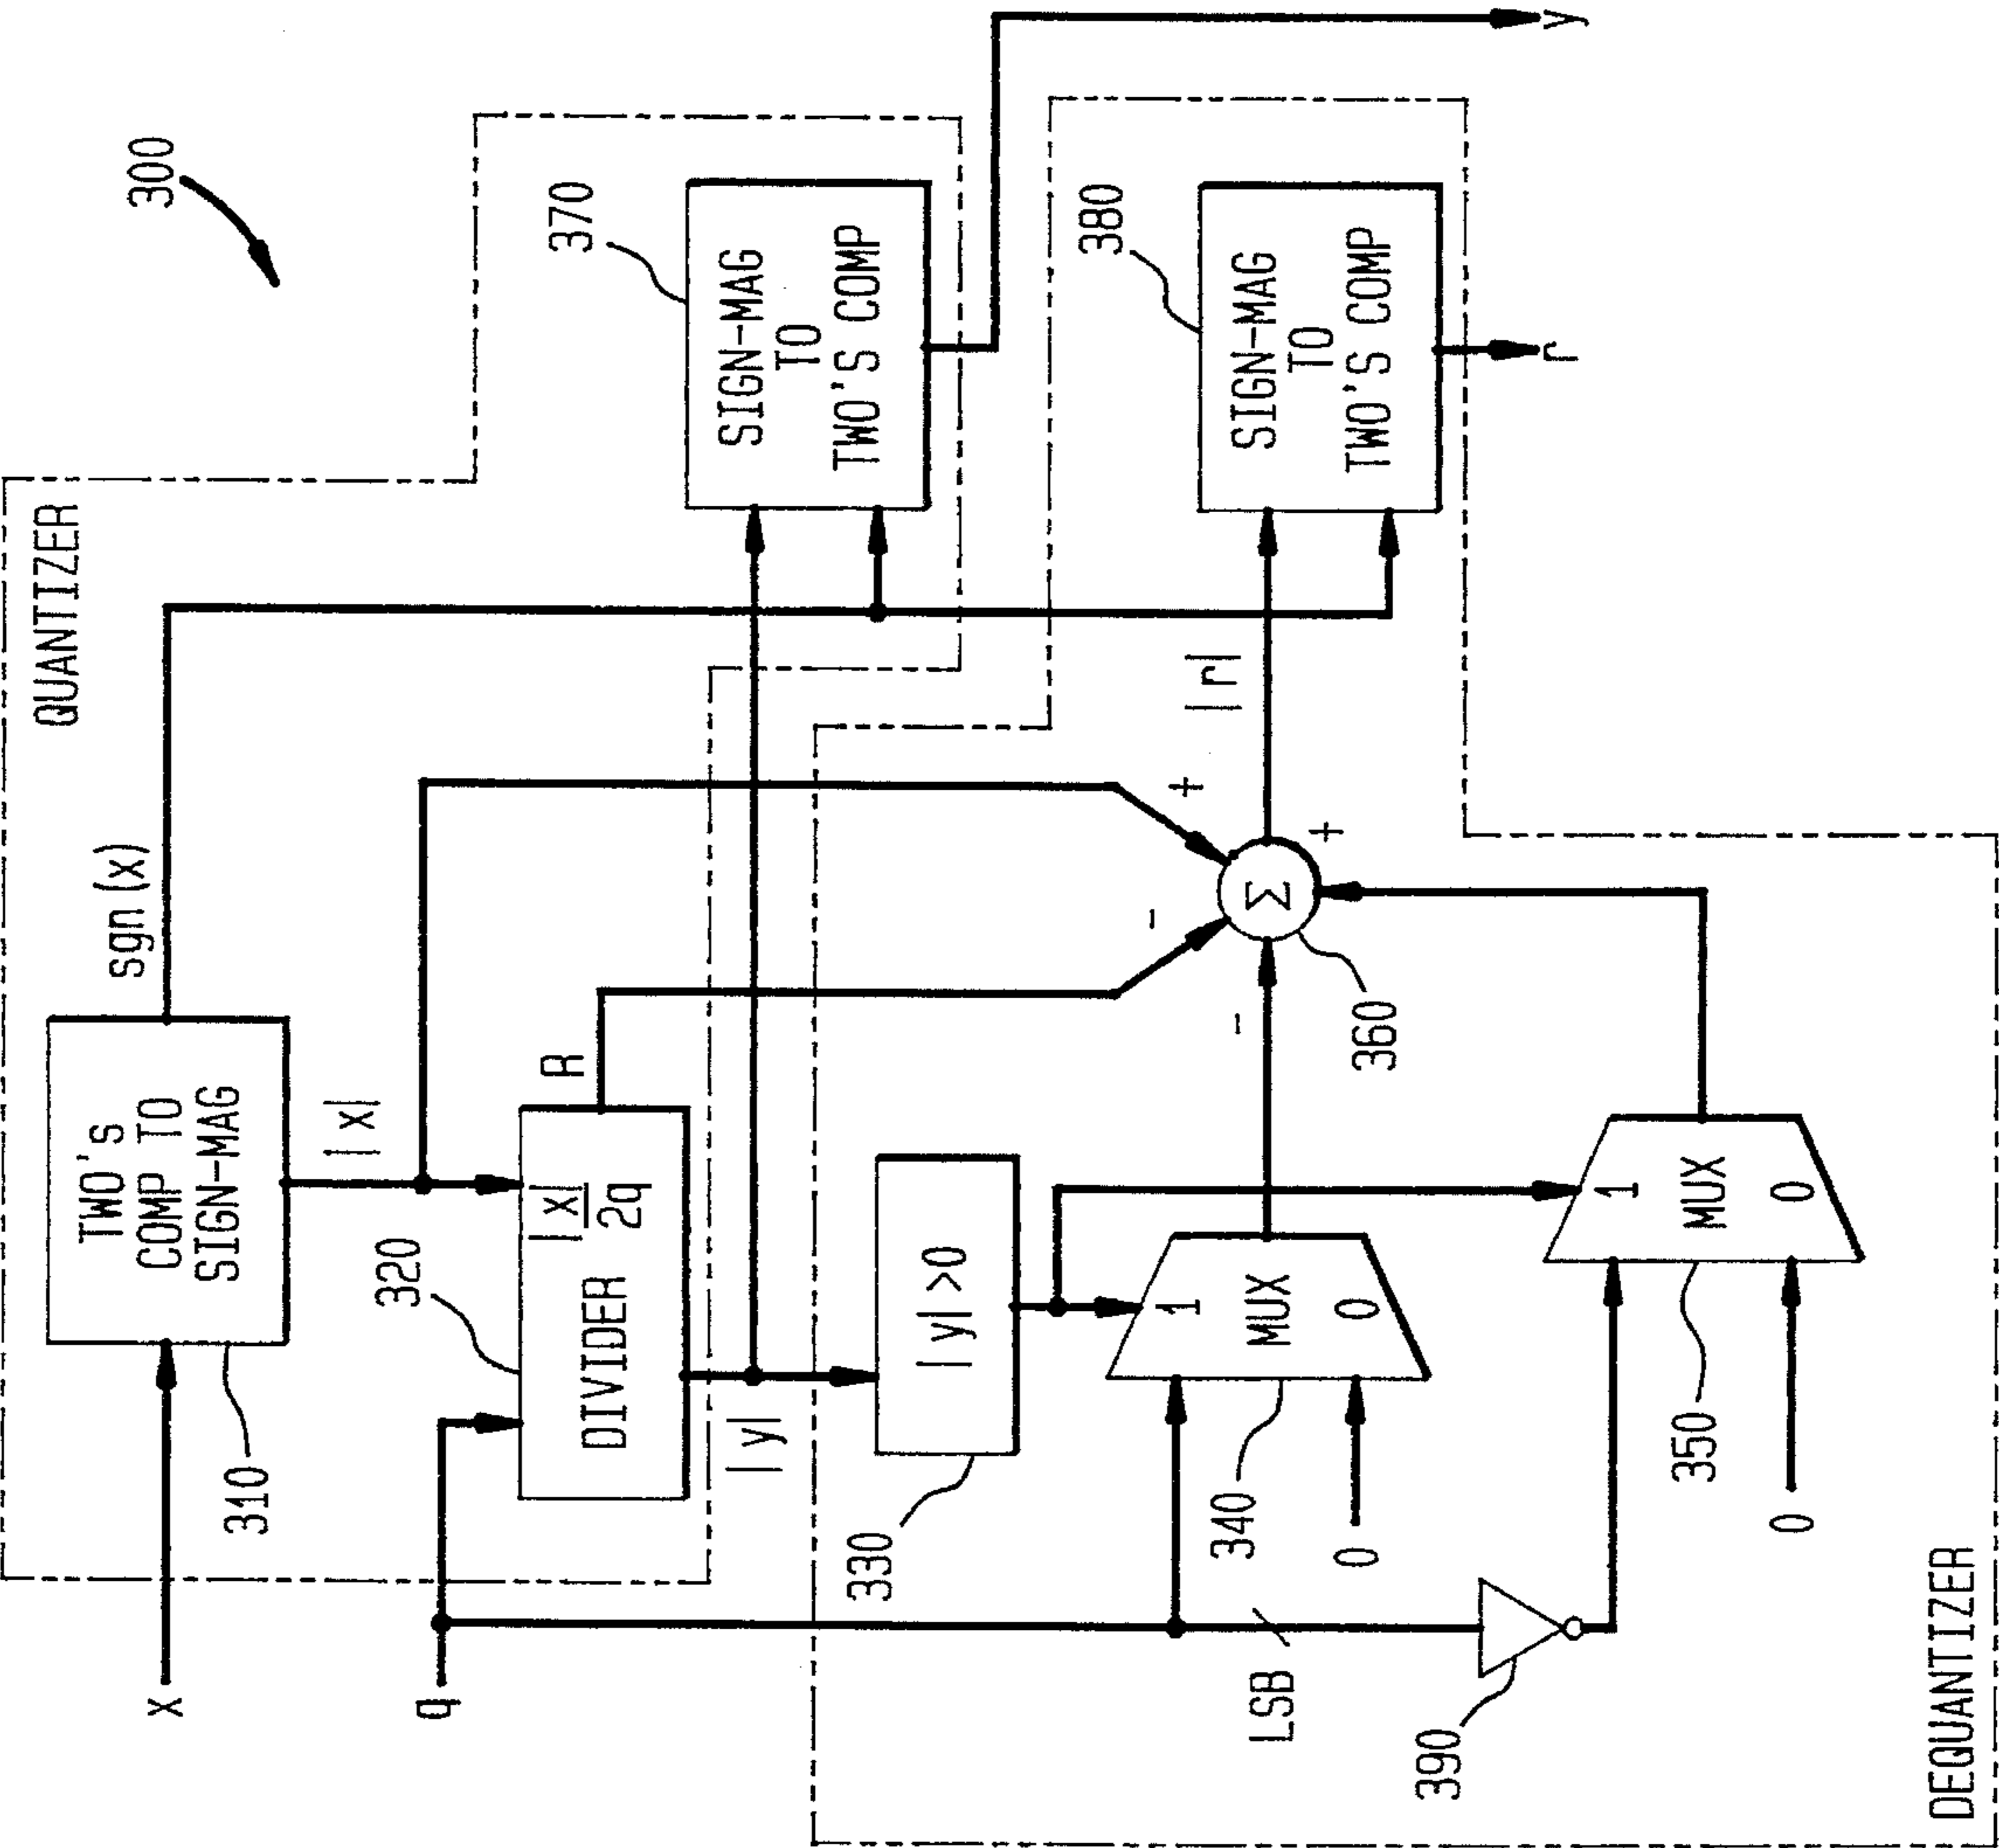 QUANTIZER
300
x
TWO's
COMP TO
SIGN-MAG
310
sgn(x)
|x|
q
320
DIVIDER
|x|
2q
R
370
SIGN-MAG
TO
TWO'S COMP
|y|
330
|y| >0
340
1
MUX
0
0
-
-
+
+
Σ
360
|r|
380
SIGN-MAG
TO
TWO'S COMP
LSB
390
350
1
MUX
0
0
r
y
DEQUANTIZER